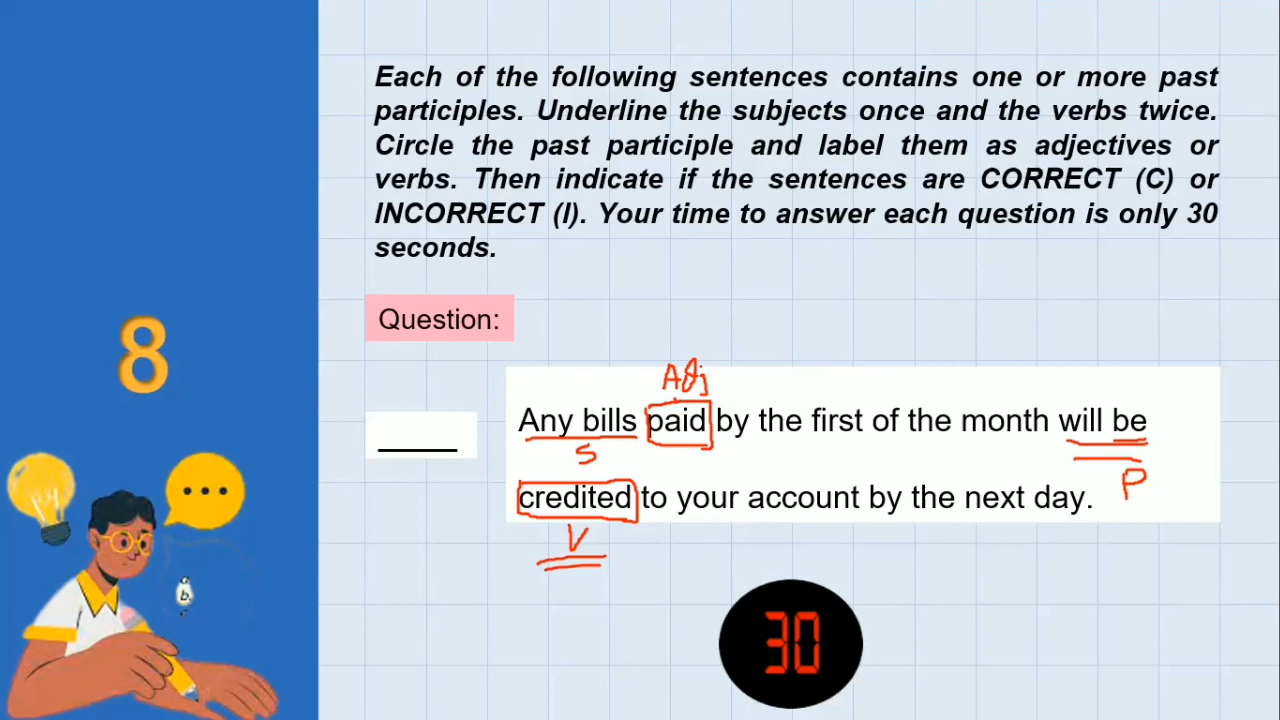 Each of the following sentences contains one or more past
participles. Underline the subjects once and the verbs twice.
Circle the past participle and label them as adjectives or
verbs. Then indicate if the sentences are CORRECT (C) or
INCORRECT (I). Your time to answer each question is only 30
seconds.
8
Question:
Adj
Any bills paid by the first of the month will be
S
P
credited to your account by the next day.
V
b.
30